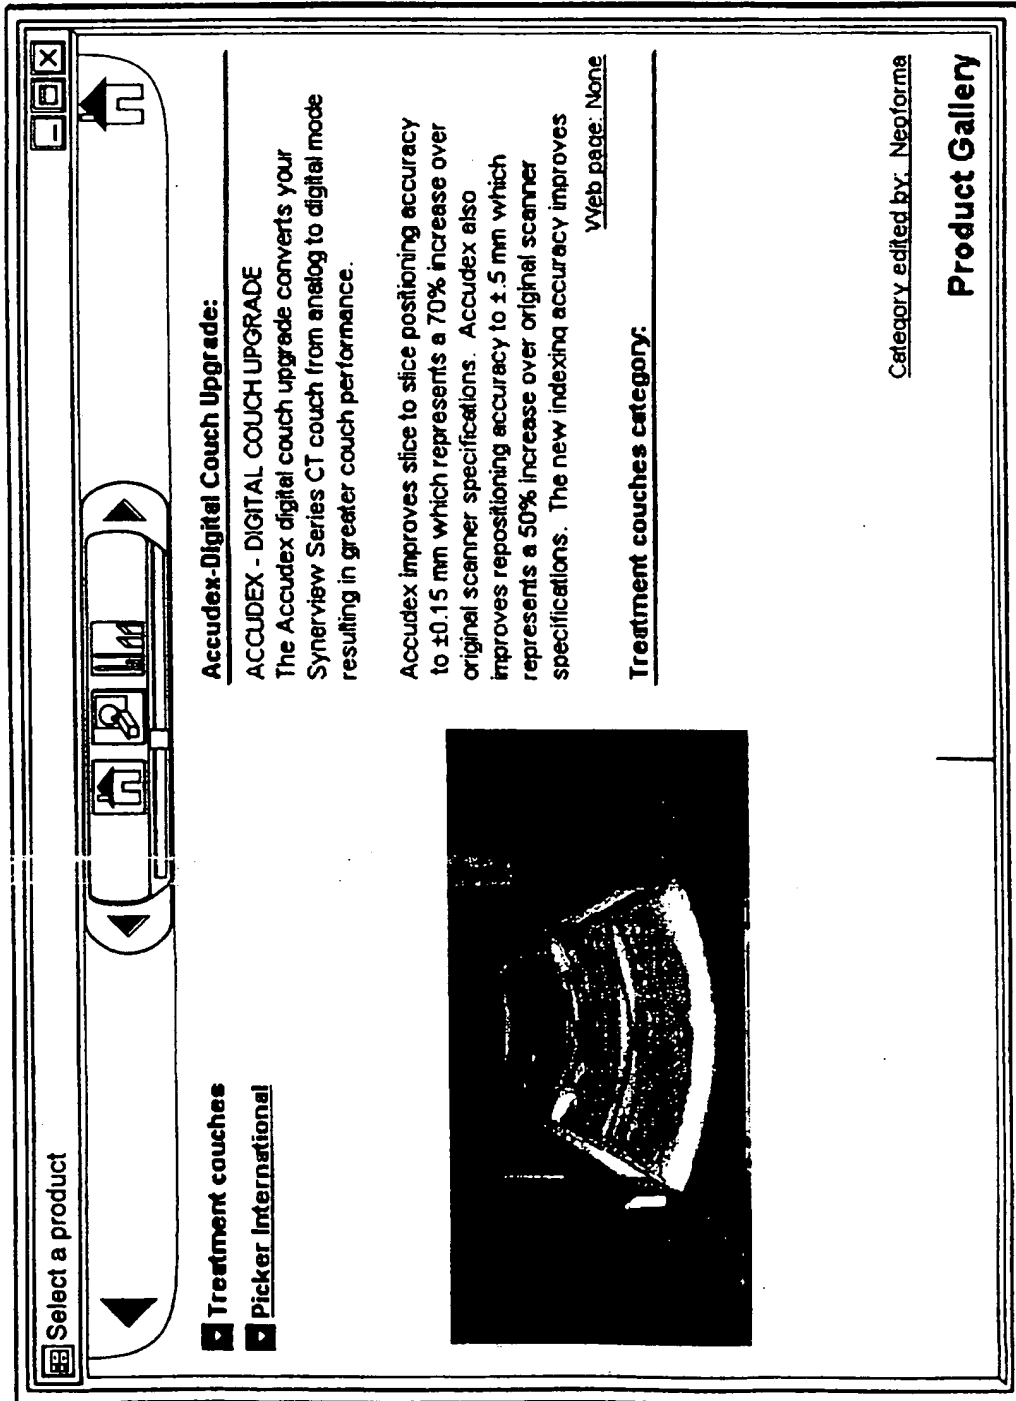 Select a product
Treatment couches
Picker International
Accudex-Digital Couch Upgrade:
ACCUDEX - DIGITAL COUCH UPGRADE
The Accudex digital couch upgrade converts your
Synerview Series CT couch from analog to digital mode
resulting in greater couch performance.
Accudex improves slice to slice positioning accuracy
to ±0.15 mm which represents a 70% increase over
original scanner specifications. Accudex also
improves repositioning accuracy to ±.5 mm which
represents a 50% increase over original scanner
specifications. The new indexing accuracy improves
Web page: None
Treatment couches category:
Category edited by: Neoforma
Product Gallery